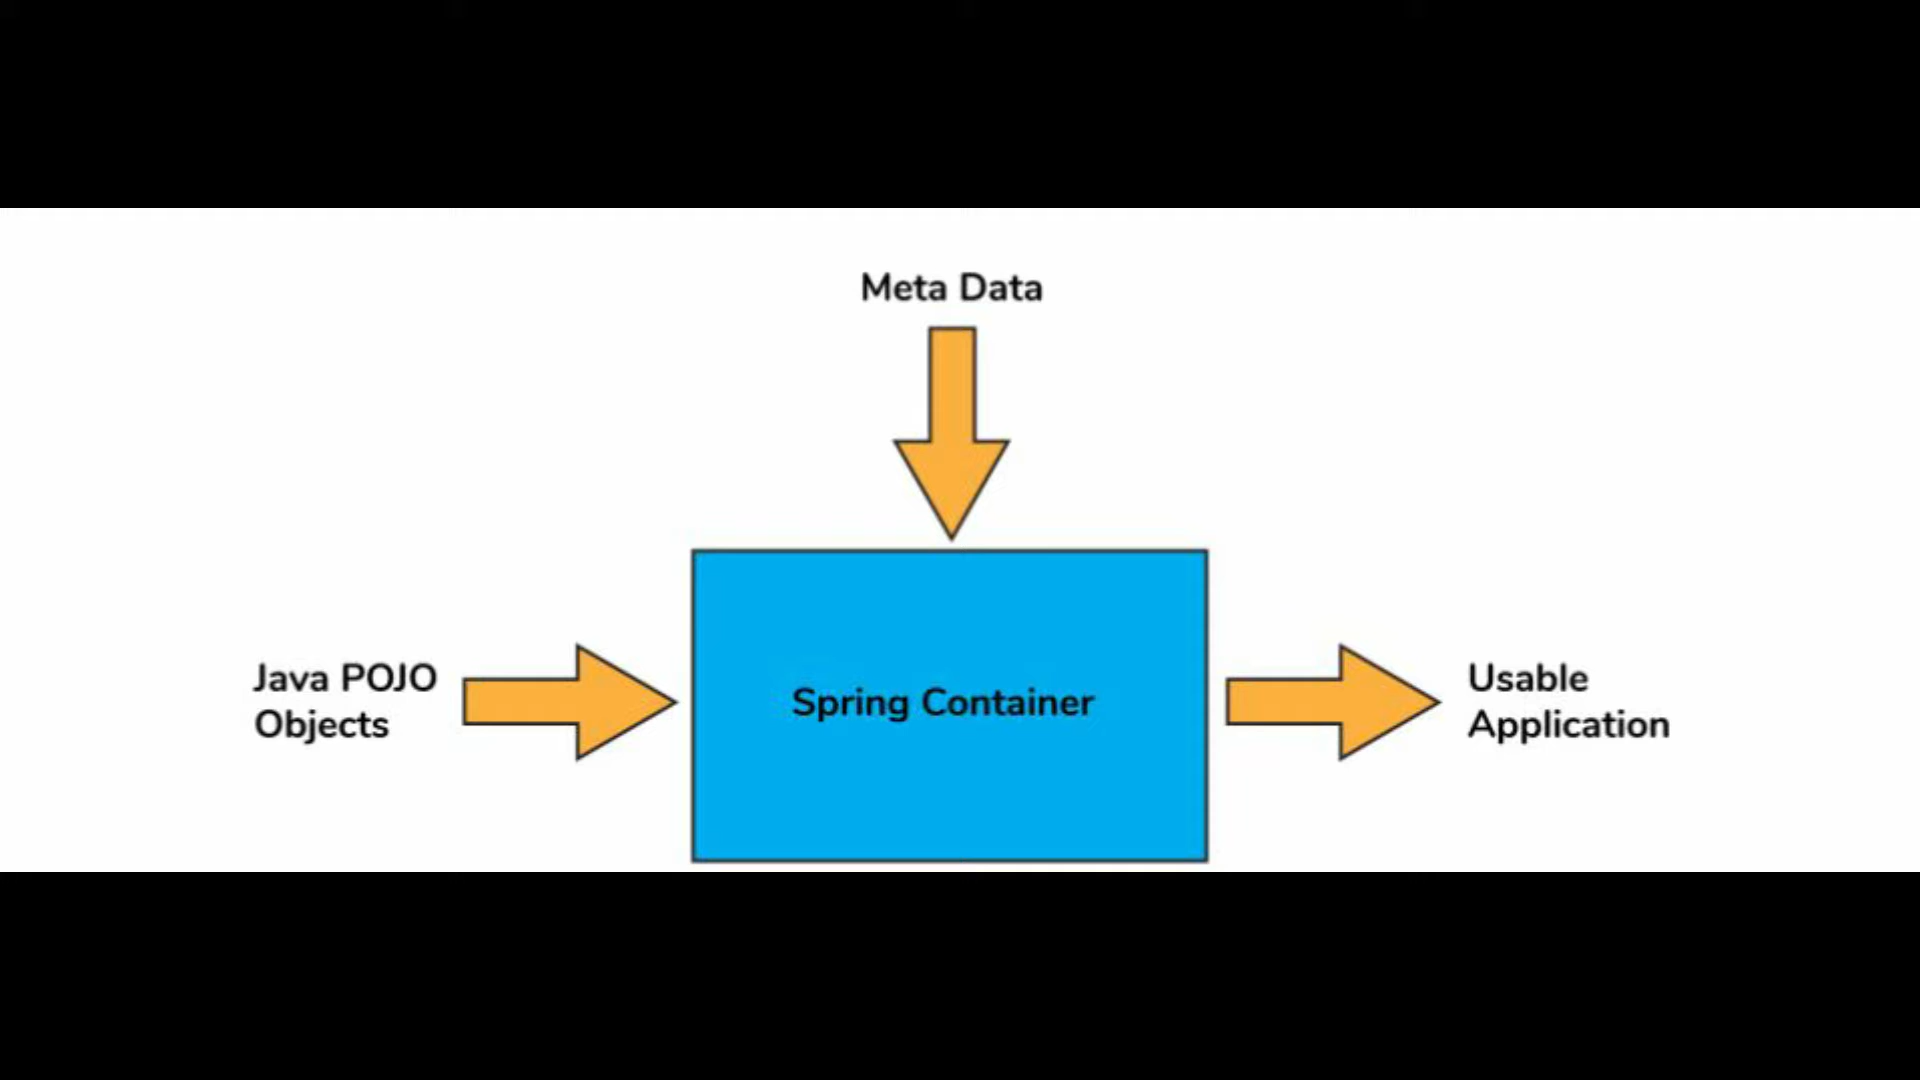 Meta Data
Java POJO
Objects
Spring Container
Usable
Application